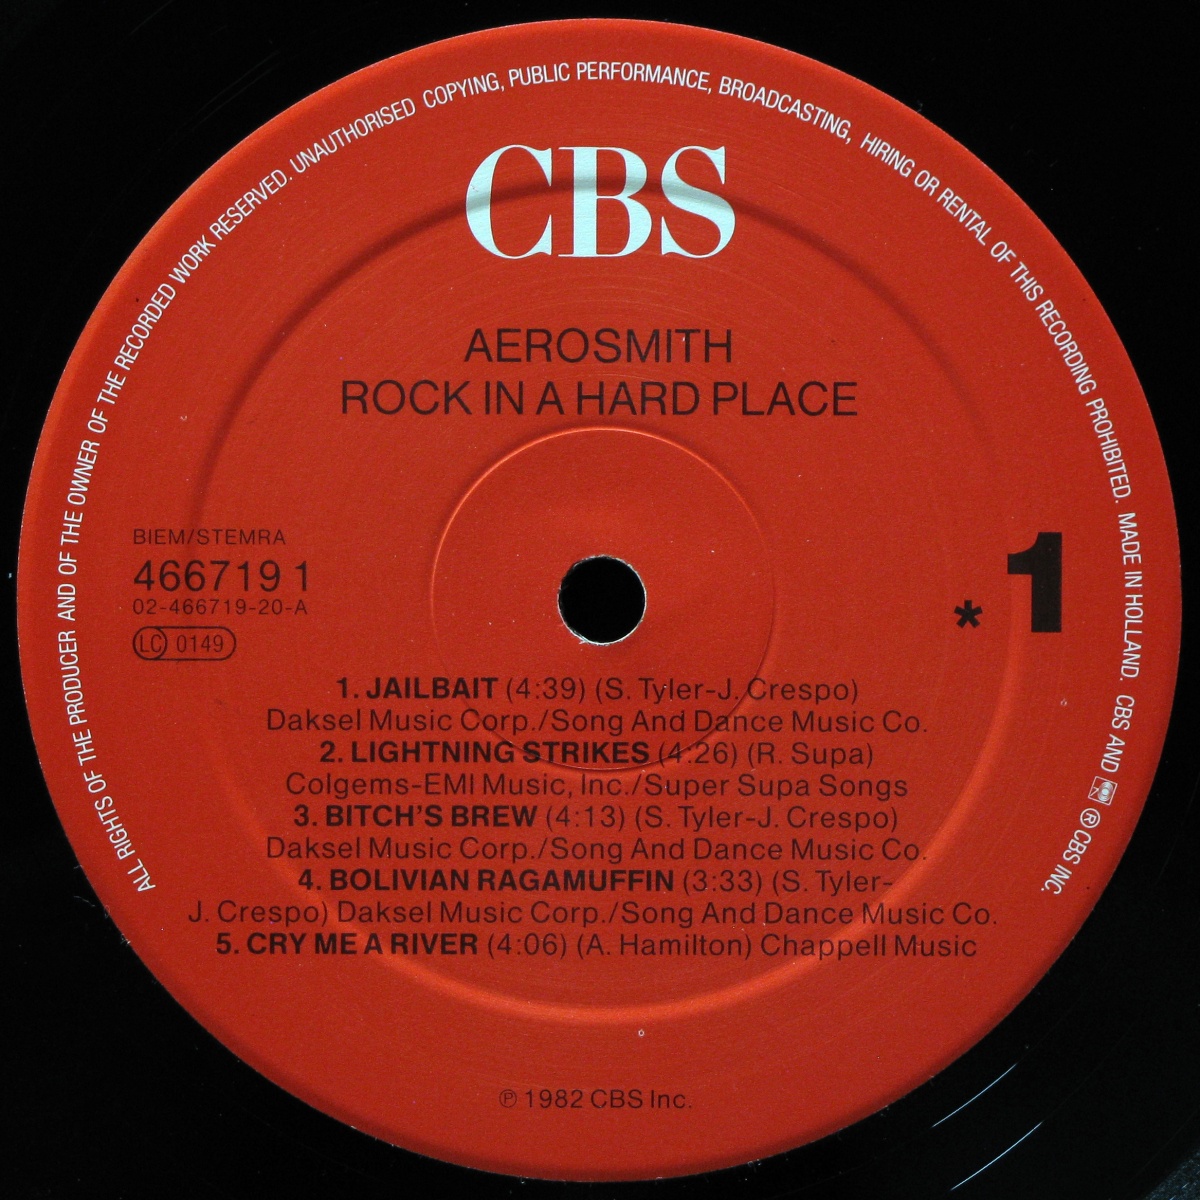 ALL RIGHTS OF THE PRODUCER AND OF THE OWNER OF THE RECORDED WORK RESERVED. UNAUTHORISED COPYING, PUBLIC PERFORMANCE, BROADCASTING, HIRING OR RENTAL OF THIS RECORDING PROHIBITED. MADE IN HOLLAND. CBS AND ® CBS INC.
CBS
AEROSMITH
ROCK IN A HARD PLACE
BIEM/STEMRA
466719 1
02-466719-20-A
LC 0149
* 1
1. JAILBAIT (4:39) (S. Tyler-J. Crespo)
Daksel Music Corp./Song And Dance Music Co.
2. LIGHTNING STRIKES (4:26) (R. Supa)
Colgems-EMI Music, Inc./Super Supa Songs
3. BITCH'S BREW (4:13) (S. Tyler-J. Crespo)
Daksel Music Corp./Song And Dance Music Co.
4. BOLIVIAN RAGAMUFFIN (3:33) (S. Tyler-
J. Crespo) Daksel Music Corp./Song And Dance Music Co.
5. CRY ME A RIVER (4:06) (A. Hamilton) Chappell Music
℗ 1982 CBS Inc.